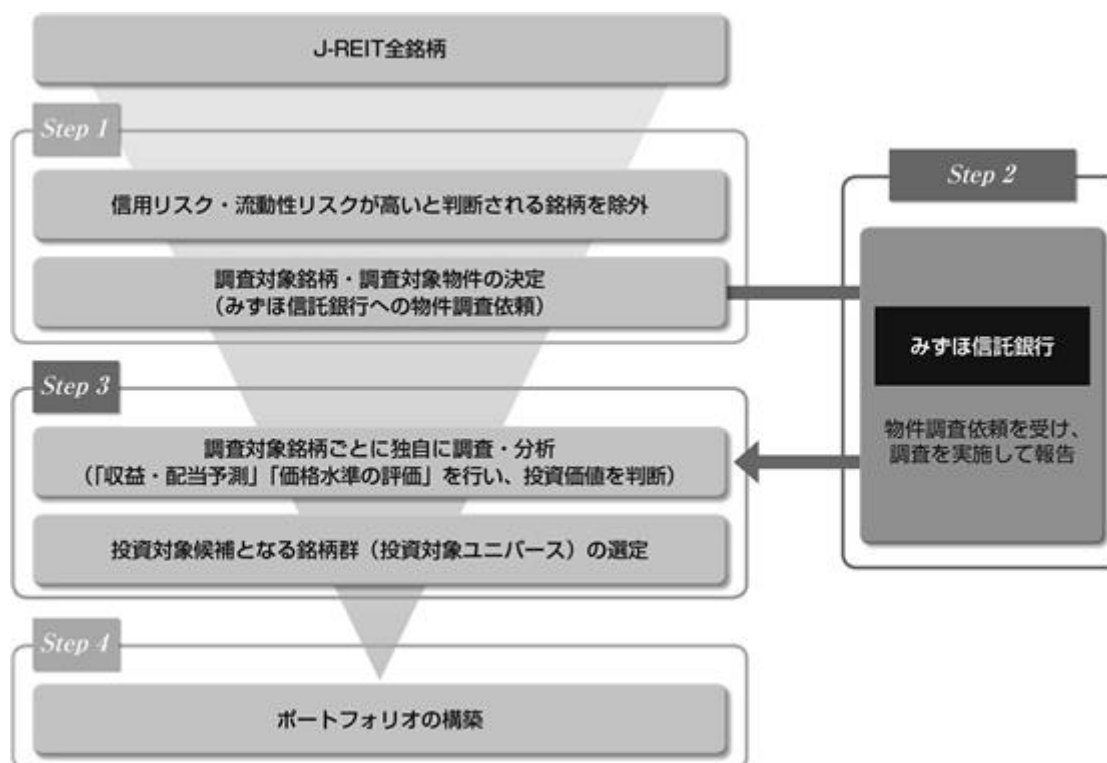 J-REIT全銘柄
Step 1
信用リスク・流動性リスクが高いと判断される銘柄を除外
調査対象銘柄・調査対象物件の決定
（みずほ信託銀行への物件調査依頼）
Step 2
みずほ信託銀行
物件調査依頼を受け、
調査を実施して報告
Step 3
調査対象銘柄ごとに独自に調査・分析
（「収益・配当予測」「価格水準の評価」を行い、投資価値を判断）
投資対象候補となる銘柄群（投資対象ユニバース）の選定
Step 4
ポートフォリオの構築